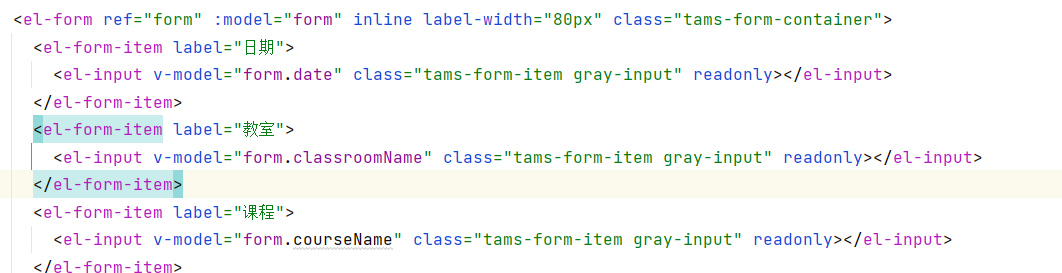 <el-form ref="form" :model="form" inline label-width="80px" class="tams-form-container">
<el-form-item label="日期">
<el-input v-model="form.date" class="tams-form-item gray-input" readonly></el-input>
</el-form-item>
<el-form-item label="教室">
<el-input v-model="form.classroomName" class="tams-form-item gray-input" readonly></el-input>
</el-form-item>
<el-form-item label="课程">
<el-input v-model="form.courseName" class="tams-form-item gray-input" readonly></el-input>
</el-form-item>